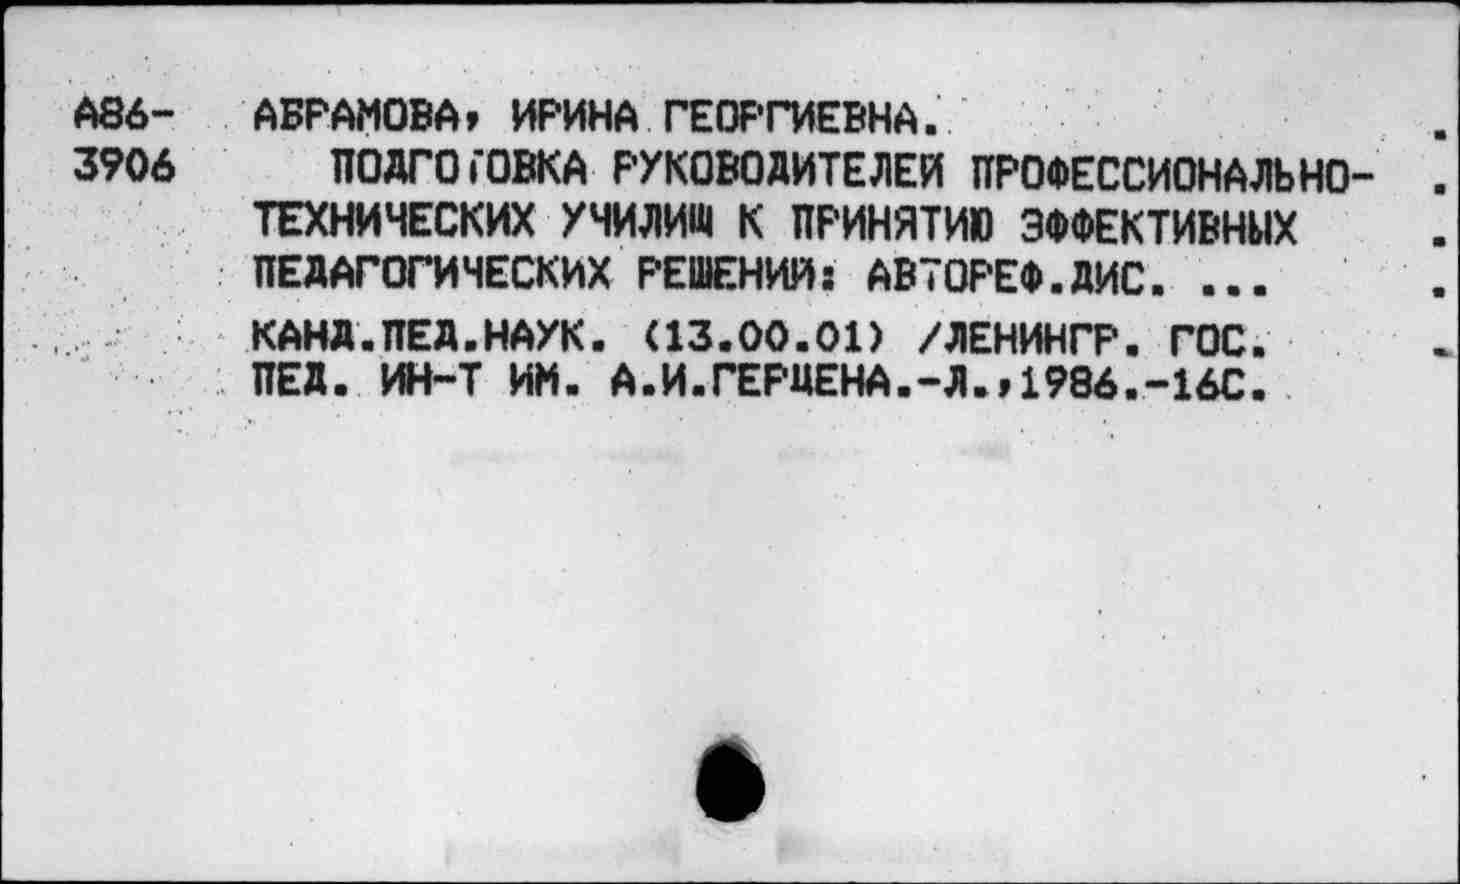 А86- АБРАМОВА, ИРИНА ГЕОРГИЕВНА.
3906 ПОДГОТОВКА РУКОВОДИТЕЛЕЙ ПРОФЕССИОНАЛЬНО-
ТЕХНИЧЕСКИХ УЧИЛИЩ К ПРИНЯТИЮ ЭФФЕКТИВНЫХ
ПЕДАГОГИЧЕСКИХ РЕШЕНИЙ: АВТОРЕФ.ДИС. ...
КАНД.ПЕД.НАУК. (13.00.01) /ЛЕНИНГР. ГОС.
ПЕД. ИН-Т ИМ. А.И.ГЕРЦЕНА.-Л.,1986.-16С.